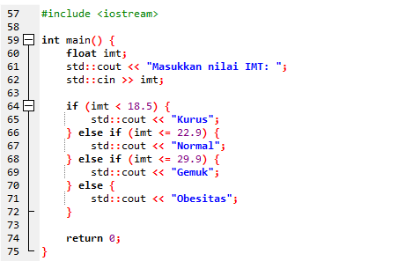 57 #include <iostream>
58
59 int main() {
60     float imt;
61     std::cout << "Masukkan nilai IMT: ";
62     std::cin >> imt;
63
64     if (imt < 18.5) {
65         std::cout << "Kurus";
66     } else if (imt <= 22.9) {
67         std::cout << "Normal";
68     } else if (imt <= 29.9) {
69         std::cout << "Gemuk";
70     } else {
71         std::cout << "Obesitas";
72     }
73
74     return 0;
75 }